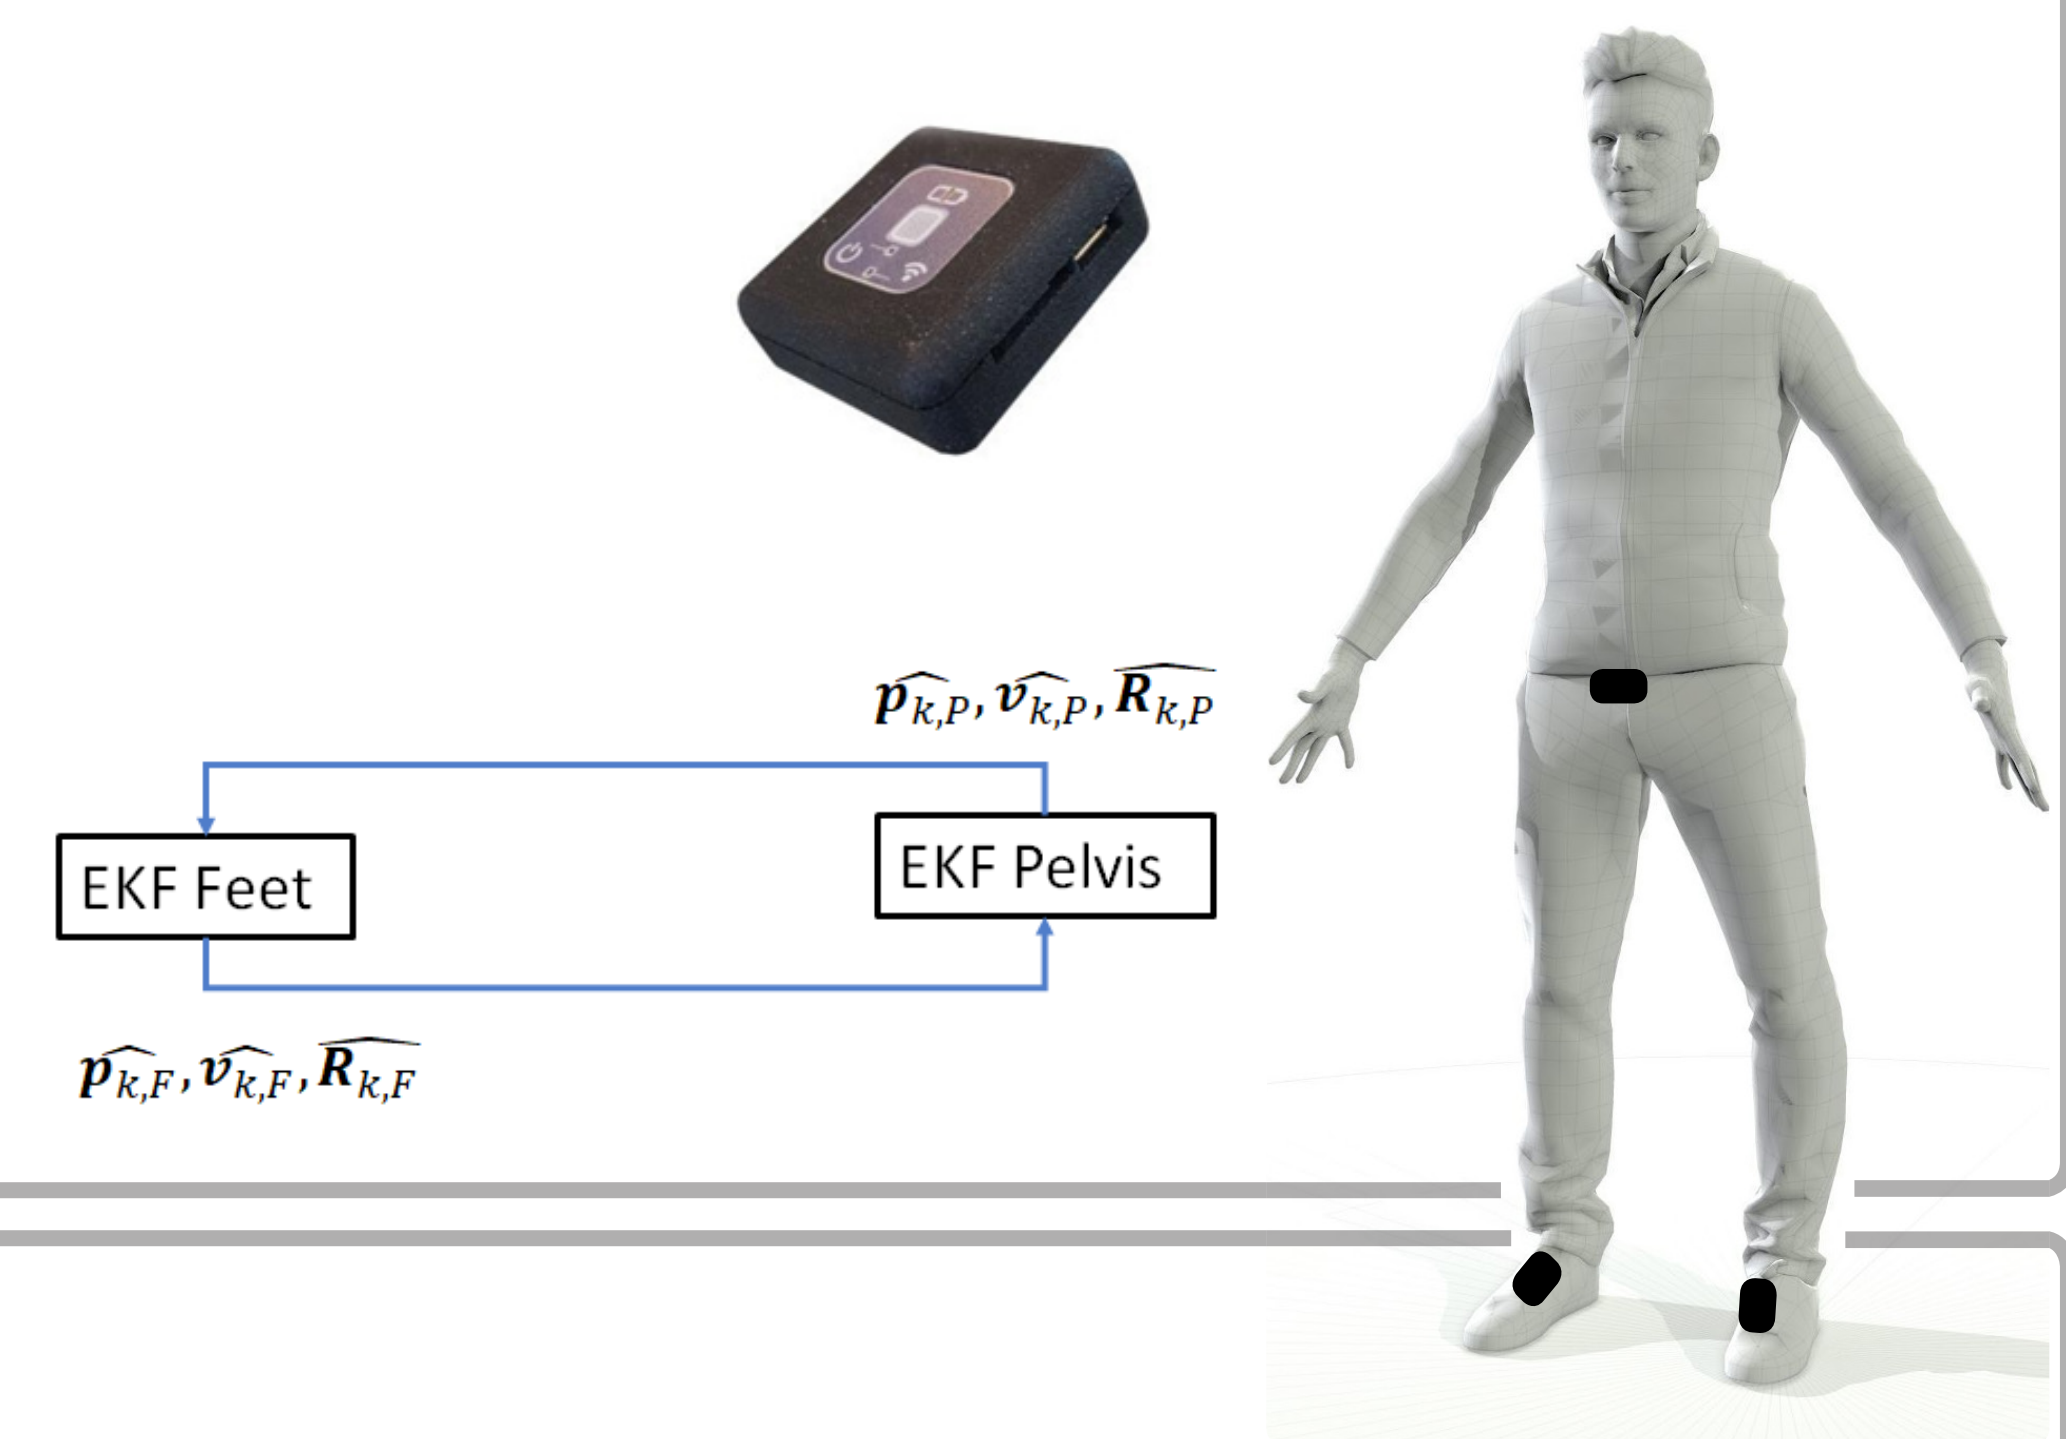 p̂_{k,P}, v̂_{k,P}, R̂_{k,P}
EKF Feet
EKF Pelvis
p̂_{k,F}, v̂_{k,F}, R̂_{k,F}